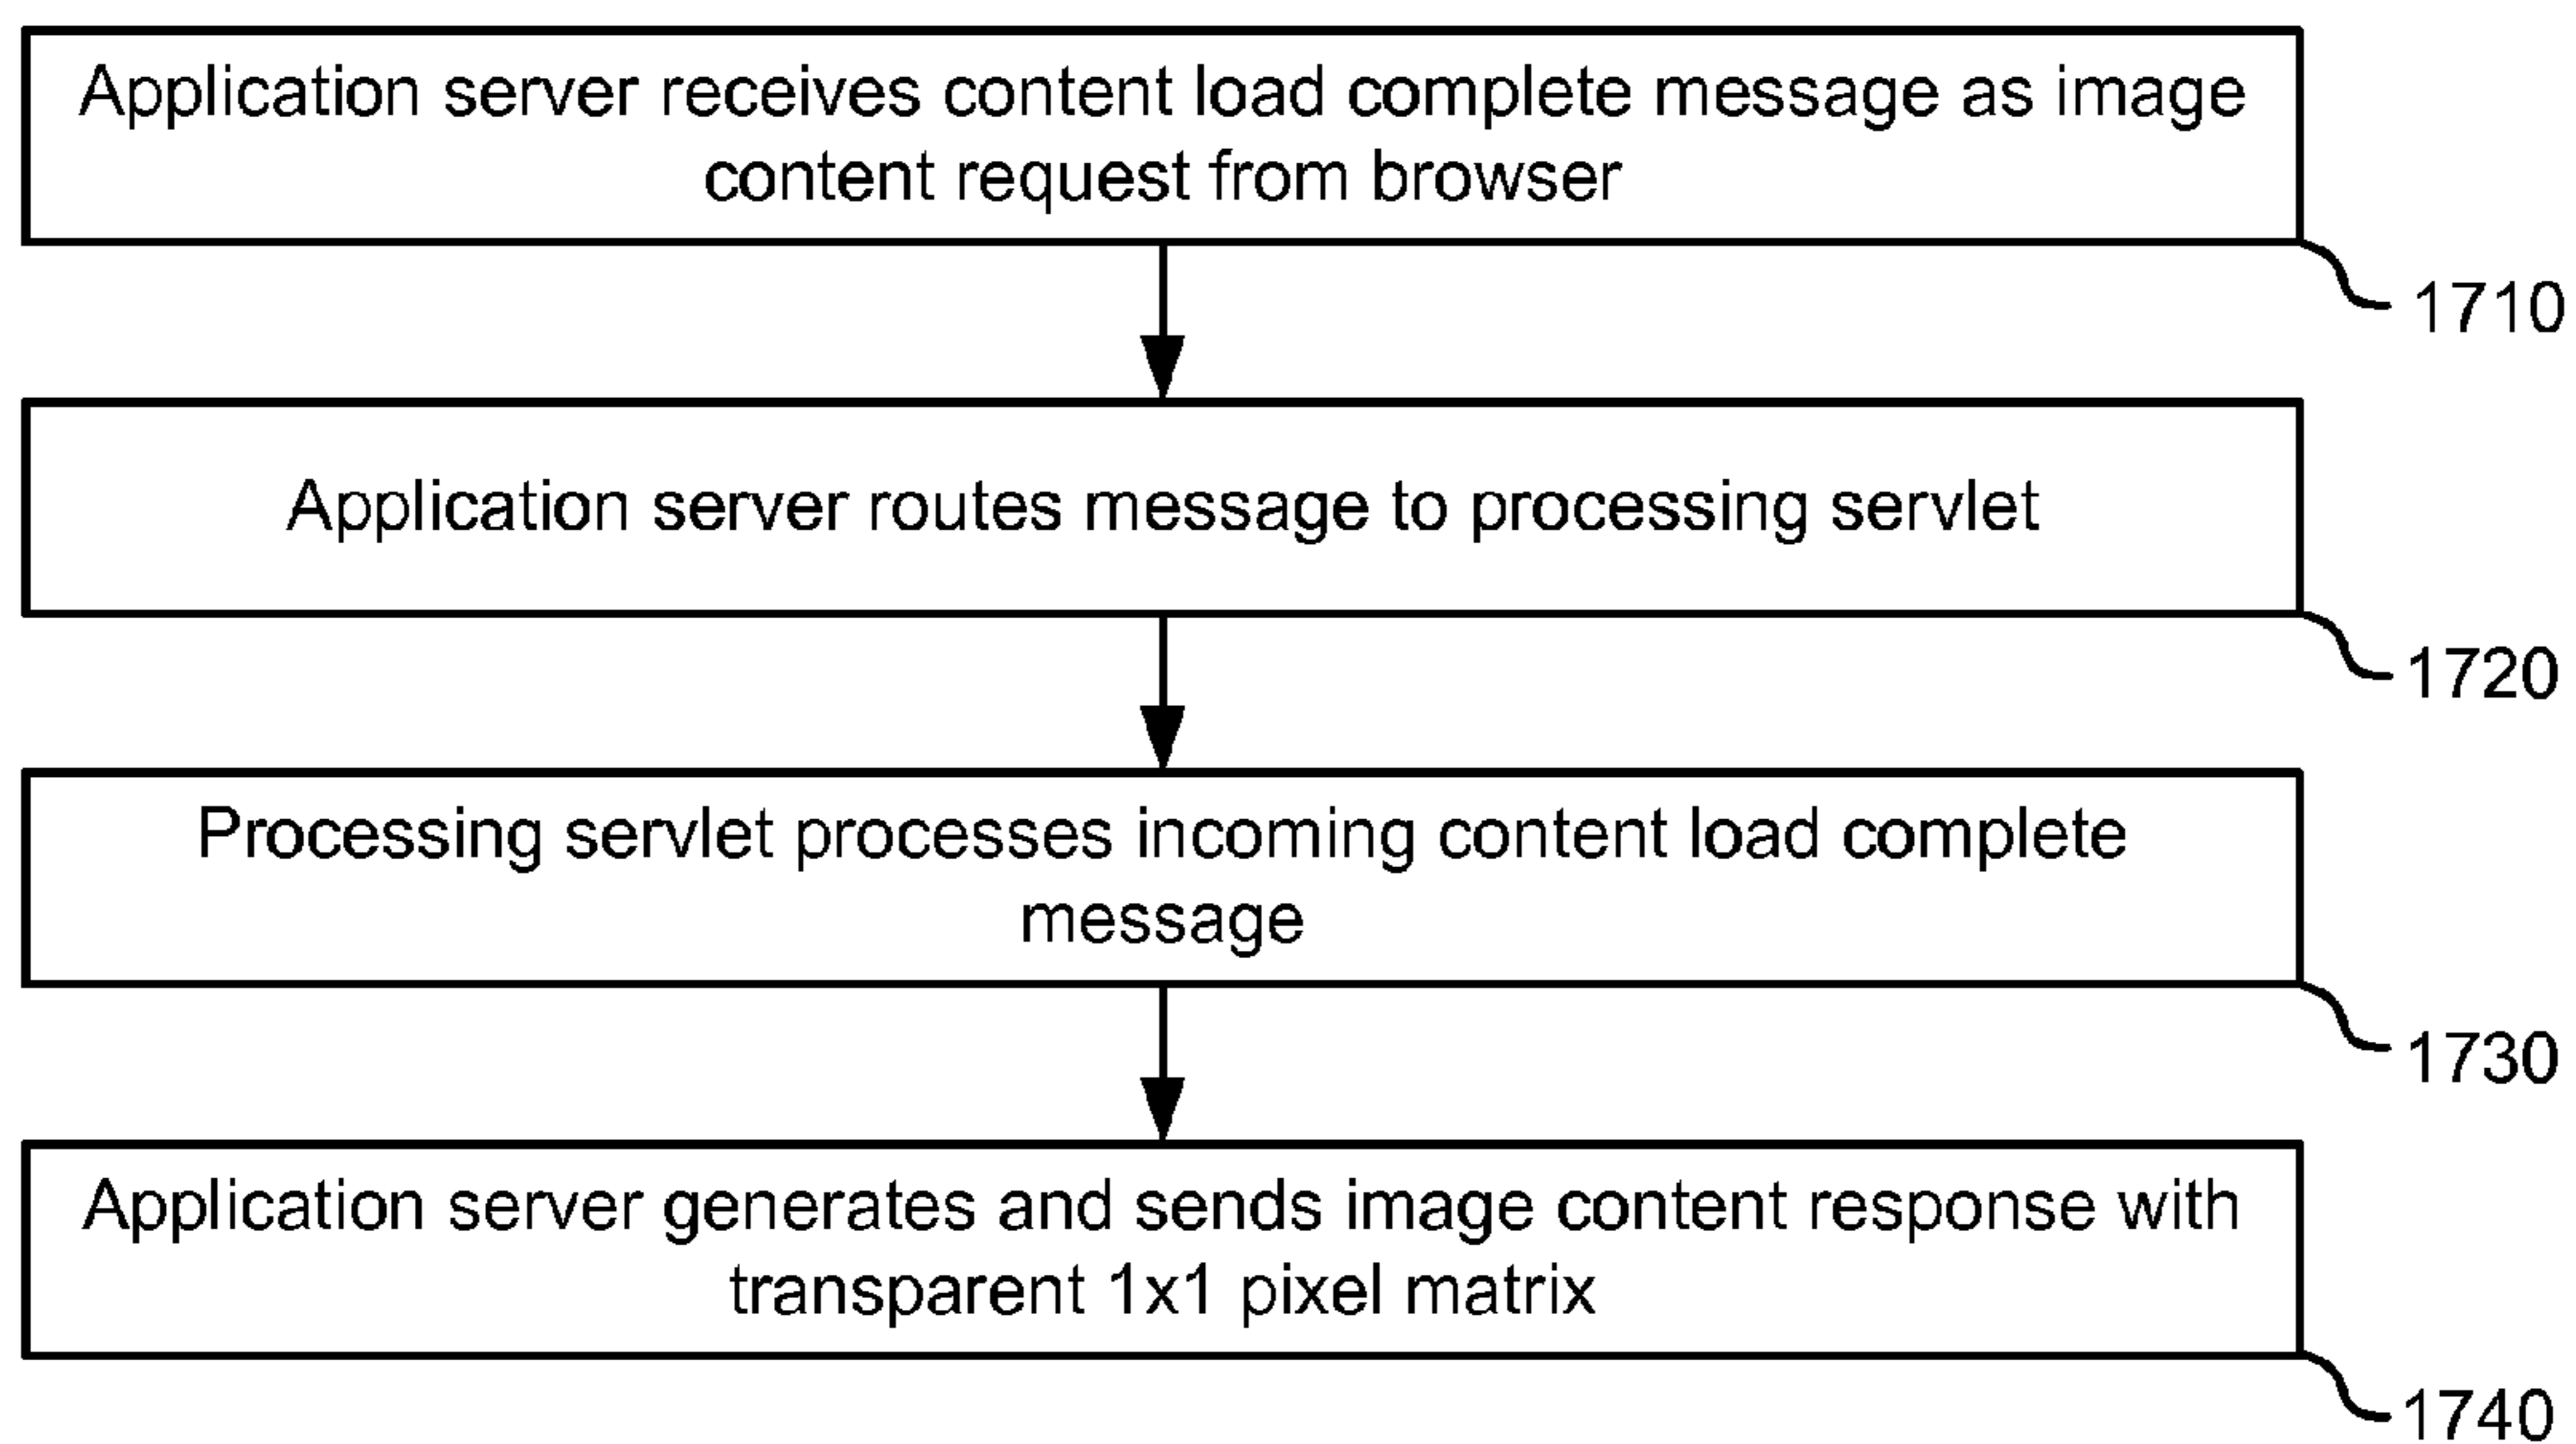 Application server receives content load complete message as image
content request from browser
1710
Application server routes message to processing servlet
1720
Processing servlet processes incoming content load complete
message
1730
Application server generates and sends image content response with
transparent 1x1 pixel matrix
1740